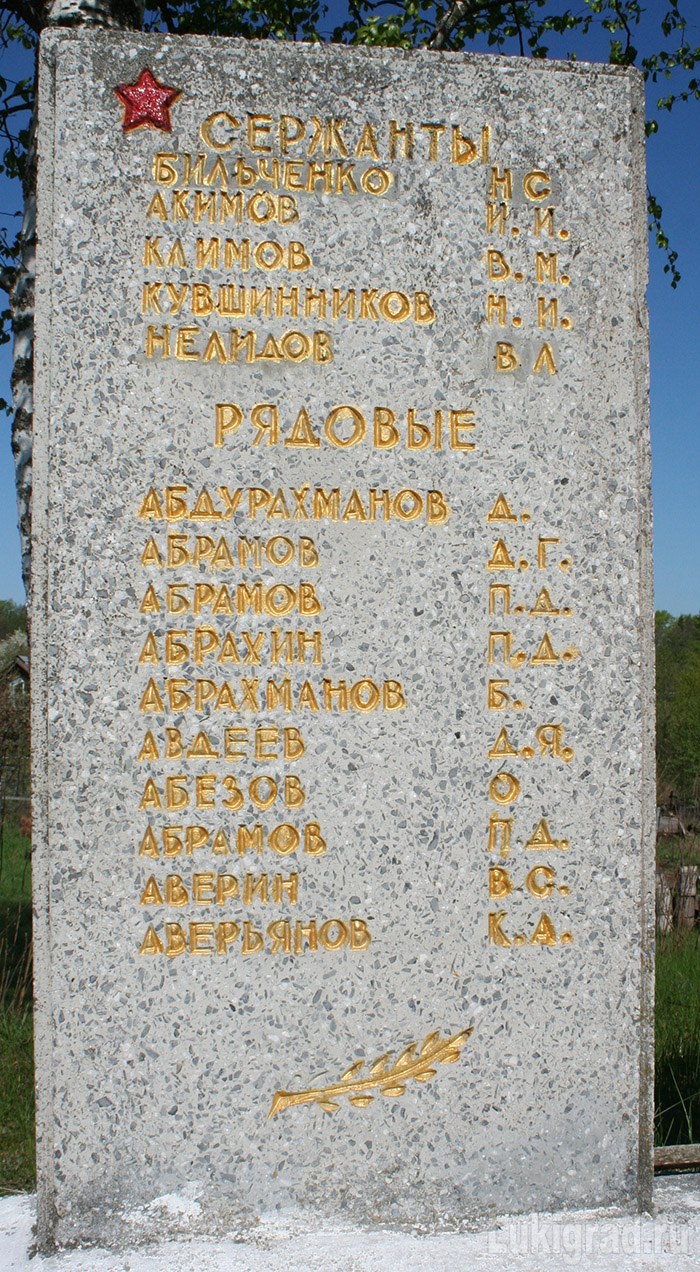 СЕРЖАНТЫ
БИЛЬЧЕНКО Н С
АКИМОВ И. И.
КЛИМОВ В. М.
КУВШИННИКОВ Н. И.
НЕЛИДОВ В Л
РЯДОВЫЕ
АБДУРАХМАНОВ Д.
АБРАМОВ Д. Г.
АБРАМОВ П. Д.
АБРАХИН П. Д.
АБРАХМАНОВ Б.
АВДЕЕВ Д. Я.
АБЕЗОВ О
АБРАМОВ П Д.
АВЕРИН В С.
АВЕРЬЯНОВ К. А.
Lukigrad.ru